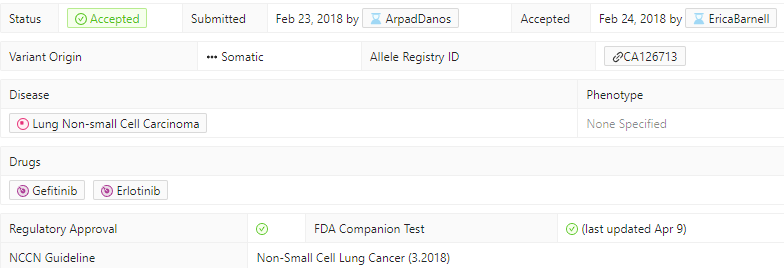 Status Accepted Submitted Feb 23, 2018 by ArpadDanos Accepted Feb 24, 2018 by EricaBarnell
Variant Origin ••• Somatic Allele Registry ID CA126713
Disease Phenotype
Lung Non-small Cell Carcinoma None Specified
Drugs
Gefitinib Erlotinib
Regulatory Approval FDA Companion Test (last updated Apr 9)
NCCN Guideline Non-Small Cell Lung Cancer (3.2018)